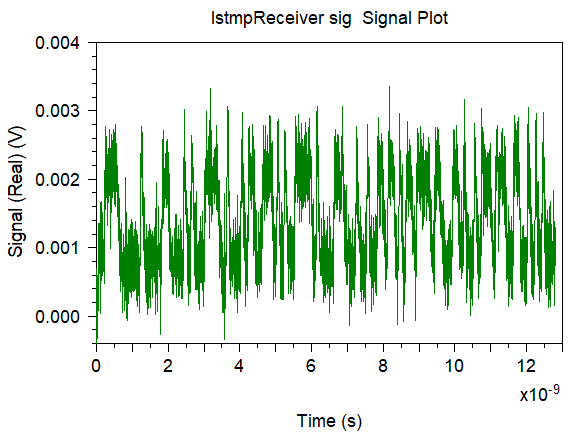 lstmpReceiver sig Signal Plot
Signal (Real) (V)
0.004
0.003
0.002
0.001
0.000
0 2 4 6 8 10 12
x10-9
Time (s)